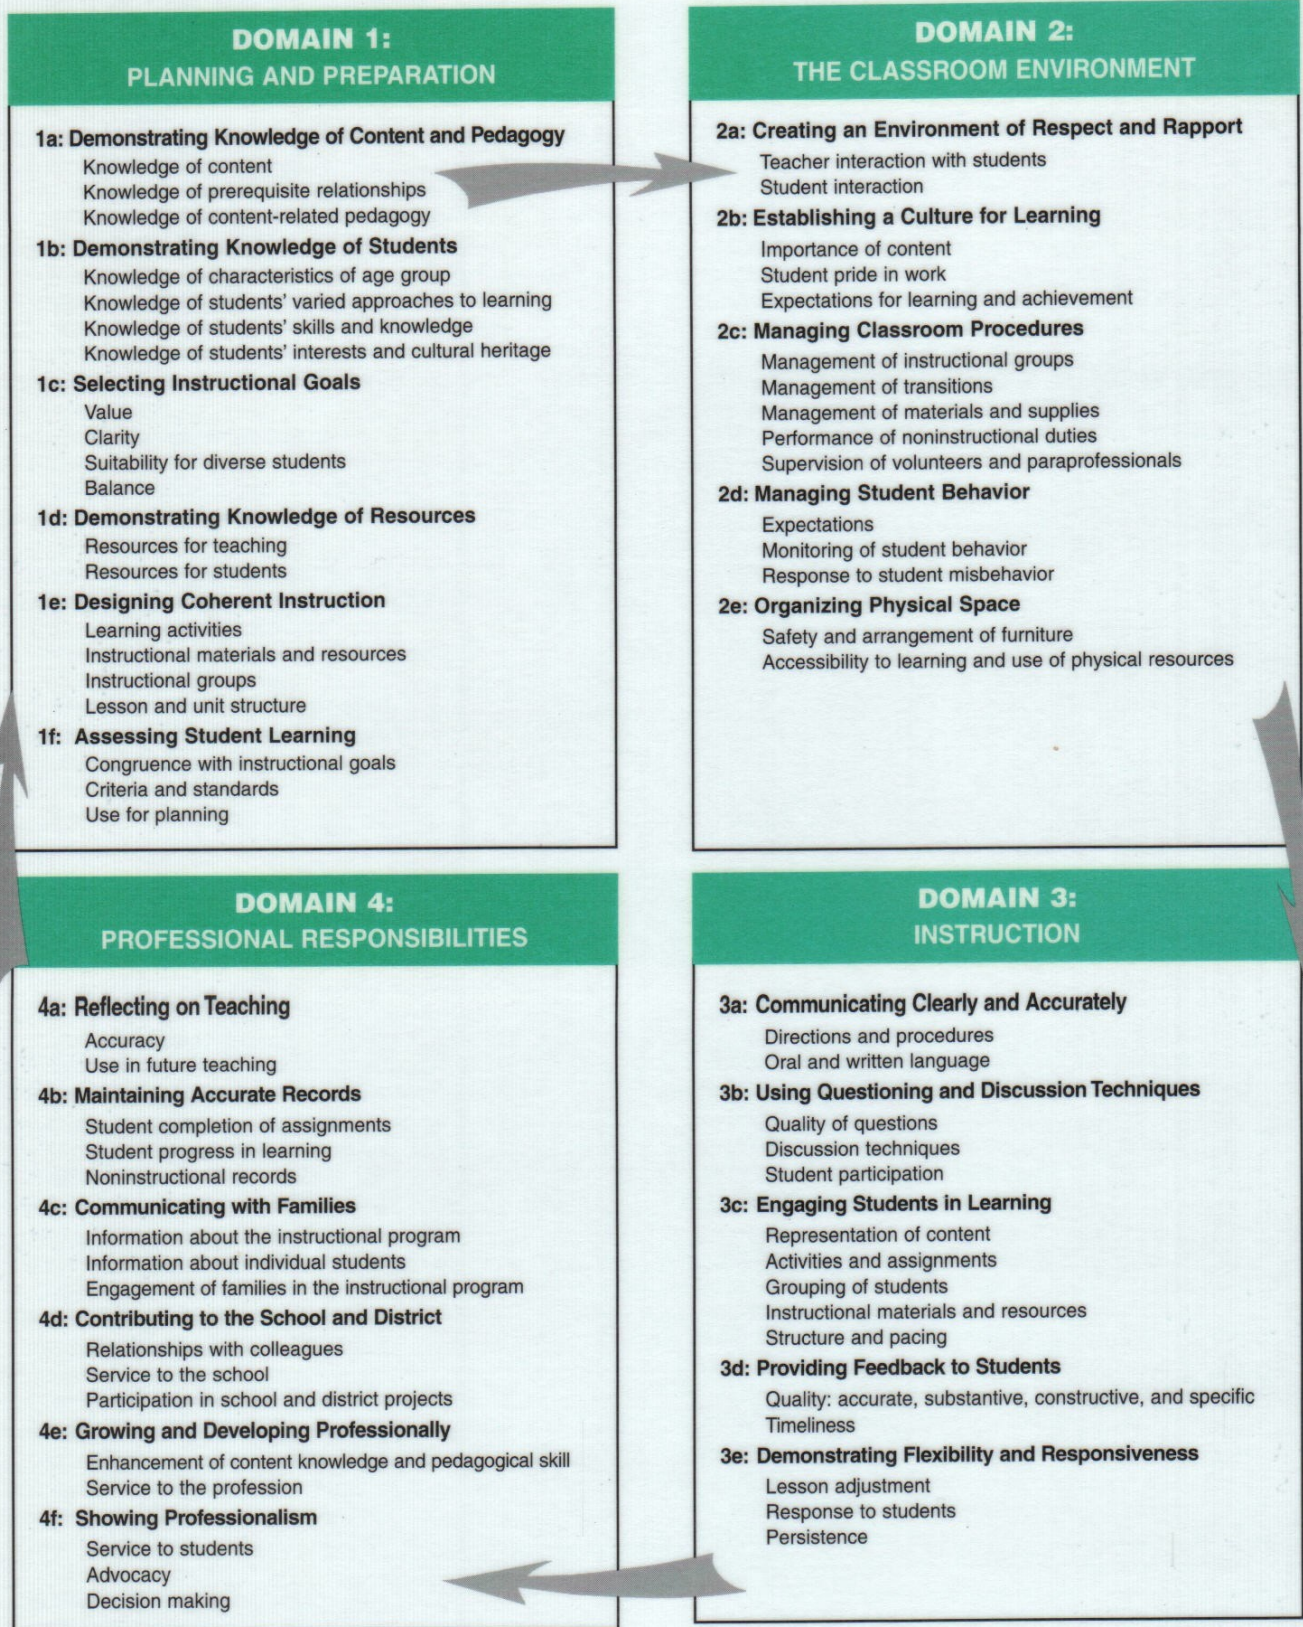 DOMAIN 1:
PLANNING AND PREPARATION
1a: Demonstrating Knowledge of Content and Pedagogy
Knowledge of content
Knowledge of prerequisite relationships
Knowledge of content-related pedagogy
1b: Demonstrating Knowledge of Students
Knowledge of characteristics of age group
Knowledge of students' varied approaches to learning
Knowledge of students' skills and knowledge
Knowledge of students' interests and cultural heritage
1c: Selecting Instructional Goals
Value
Clarity
Suitability for diverse students
Balance
1d: Demonstrating Knowledge of Resources
Resources for teaching
Resources for students
1e: Designing Coherent Instruction
Learning activities
Instructional materials and resources
Instructional groups
Lesson and unit structure
1f: Assessing Student Learning
Congruence with instructional goals
Criteria and standards
Use for planning
DOMAIN 2:
THE CLASSROOM ENVIRONMENT
2a: Creating an Environment of Respect and Rapport
Teacher interaction with students
Student interaction
2b: Establishing a Culture for Learning
Importance of content
Student pride in work
Expectations for learning and achievement
2c: Managing Classroom Procedures
Management of instructional groups
Management of transitions
Management of materials and supplies
Performance of noninstructional duties
Supervision of volunteers and paraprofessionals
2d: Managing Student Behavior
Expectations
Monitoring of student behavior
Response to student misbehavior
2e: Organizing Physical Space
Safety and arrangement of furniture
Accessibility to learning and use of physical resources
DOMAIN 4:
PROFESSIONAL RESPONSIBILITIES
4a: Reflecting on Teaching
Accuracy
Use in future teaching
4b: Maintaining Accurate Records
Student completion of assignments
Student progress in learning
Noninstructional records
4c: Communicating with Families
Information about the instructional program
Information about individual students
Engagement of families in the instructional program
4d: Contributing to the School and District
Relationships with colleagues
Service to the school
Participation in school and district projects
4e: Growing and Developing Professionally
Enhancement of content knowledge and pedagogical skill
Service to the profession
4f: Showing Professionalism
Service to students
Advocacy
Decision making
DOMAIN 3:
INSTRUCTION
3a: Communicating Clearly and Accurately
Directions and procedures
Oral and written language
3b: Using Questioning and Discussion Techniques
Quality of questions
Discussion techniques
Student participation
3c: Engaging Students in Learning
Representation of content
Activities and assignments
Grouping of students
Instructional materials and resources
Structure and pacing
3d: Providing Feedback to Students
Quality: accurate, substantive, constructive, and specific
Timeliness
3e: Demonstrating Flexibility and Responsiveness
Lesson adjustment
Response to students
Persistence